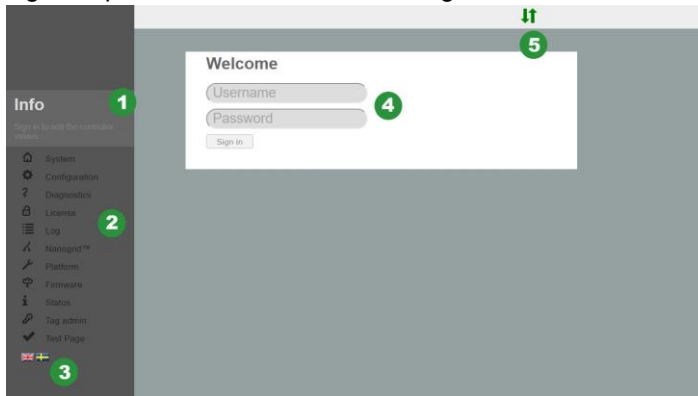 5
Welcome
Username
4
Password
Sign in
Info
1
Sign in to edit the controller
values.
System
Configuration
Diagnostics
License
2
Log
Nanogrid™
Platform
Firmware
Status
Tag admin
Test Page
3